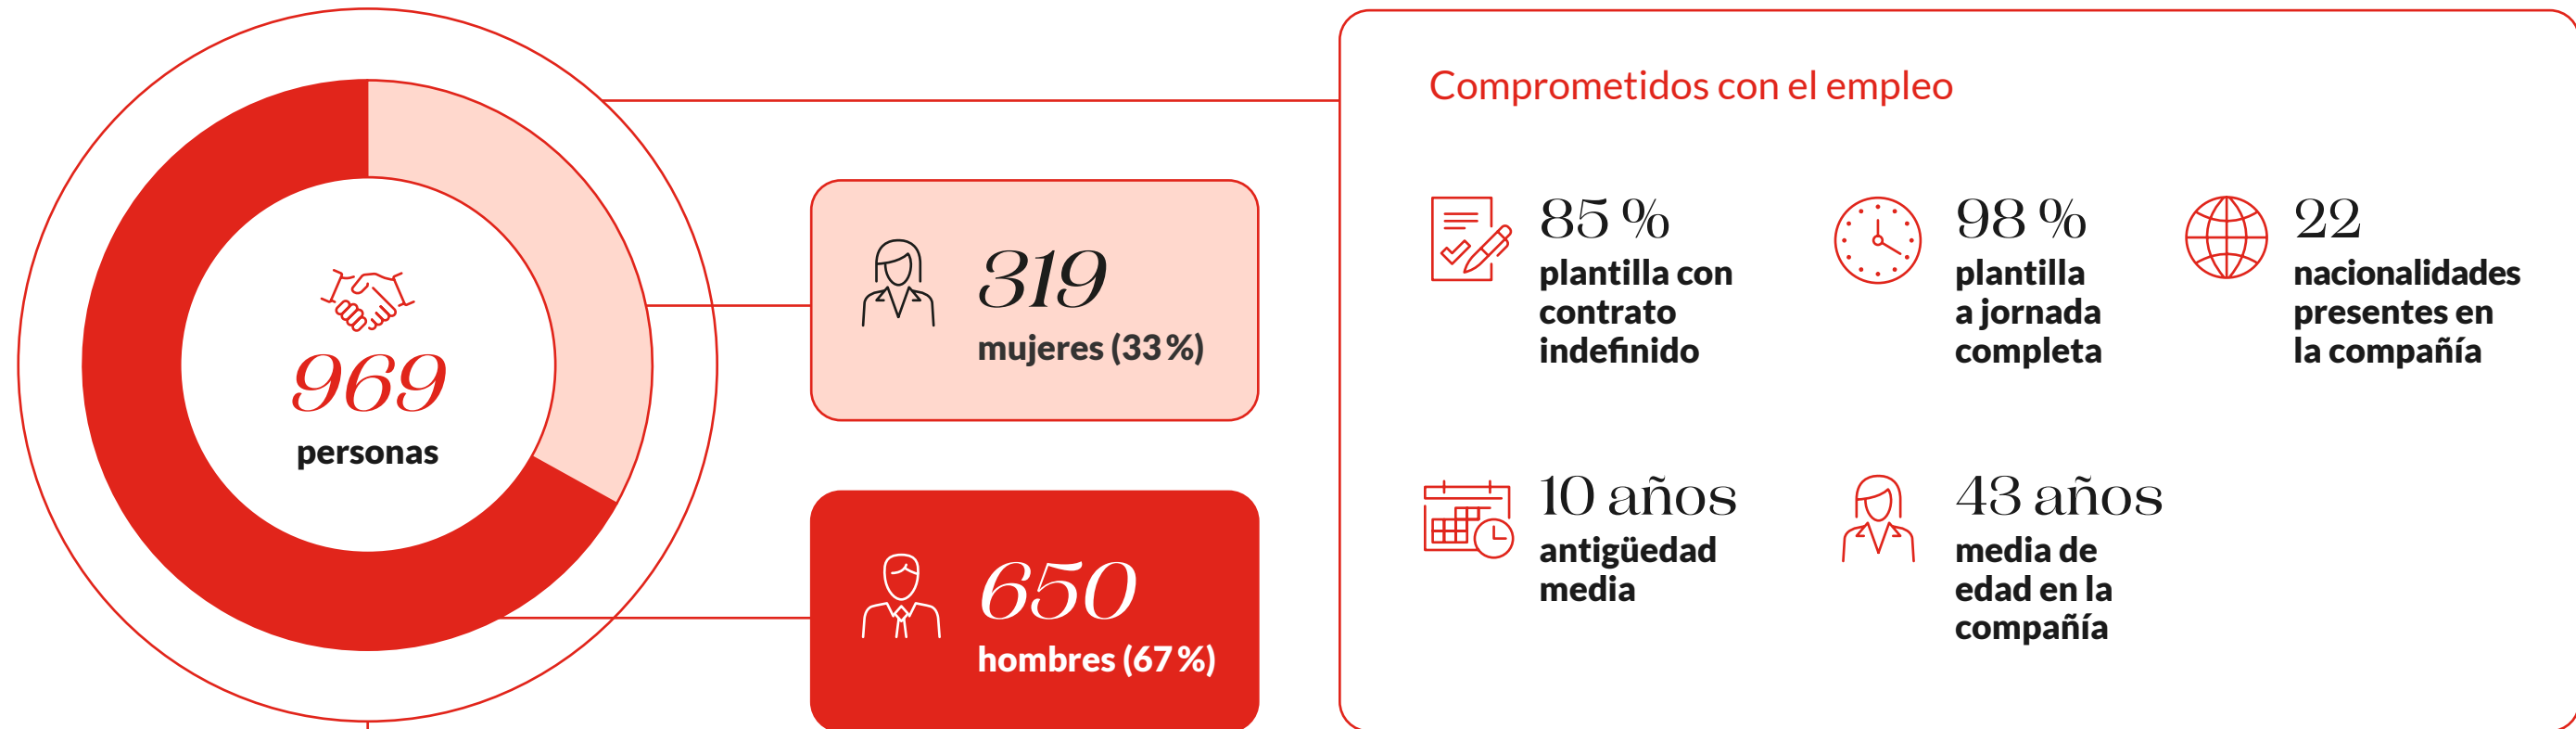 969
personas
319
mujeres (33 %)
650
hombres (67 %)
Comprometidos con el empleo
85 %
plantilla con
contrato
indefinido
98 %
plantilla
a jornada
completa
22
nacionalidades
presentes en
la compañía
10 años
antigüedad
media
43 años
media de
edad en la
compañía